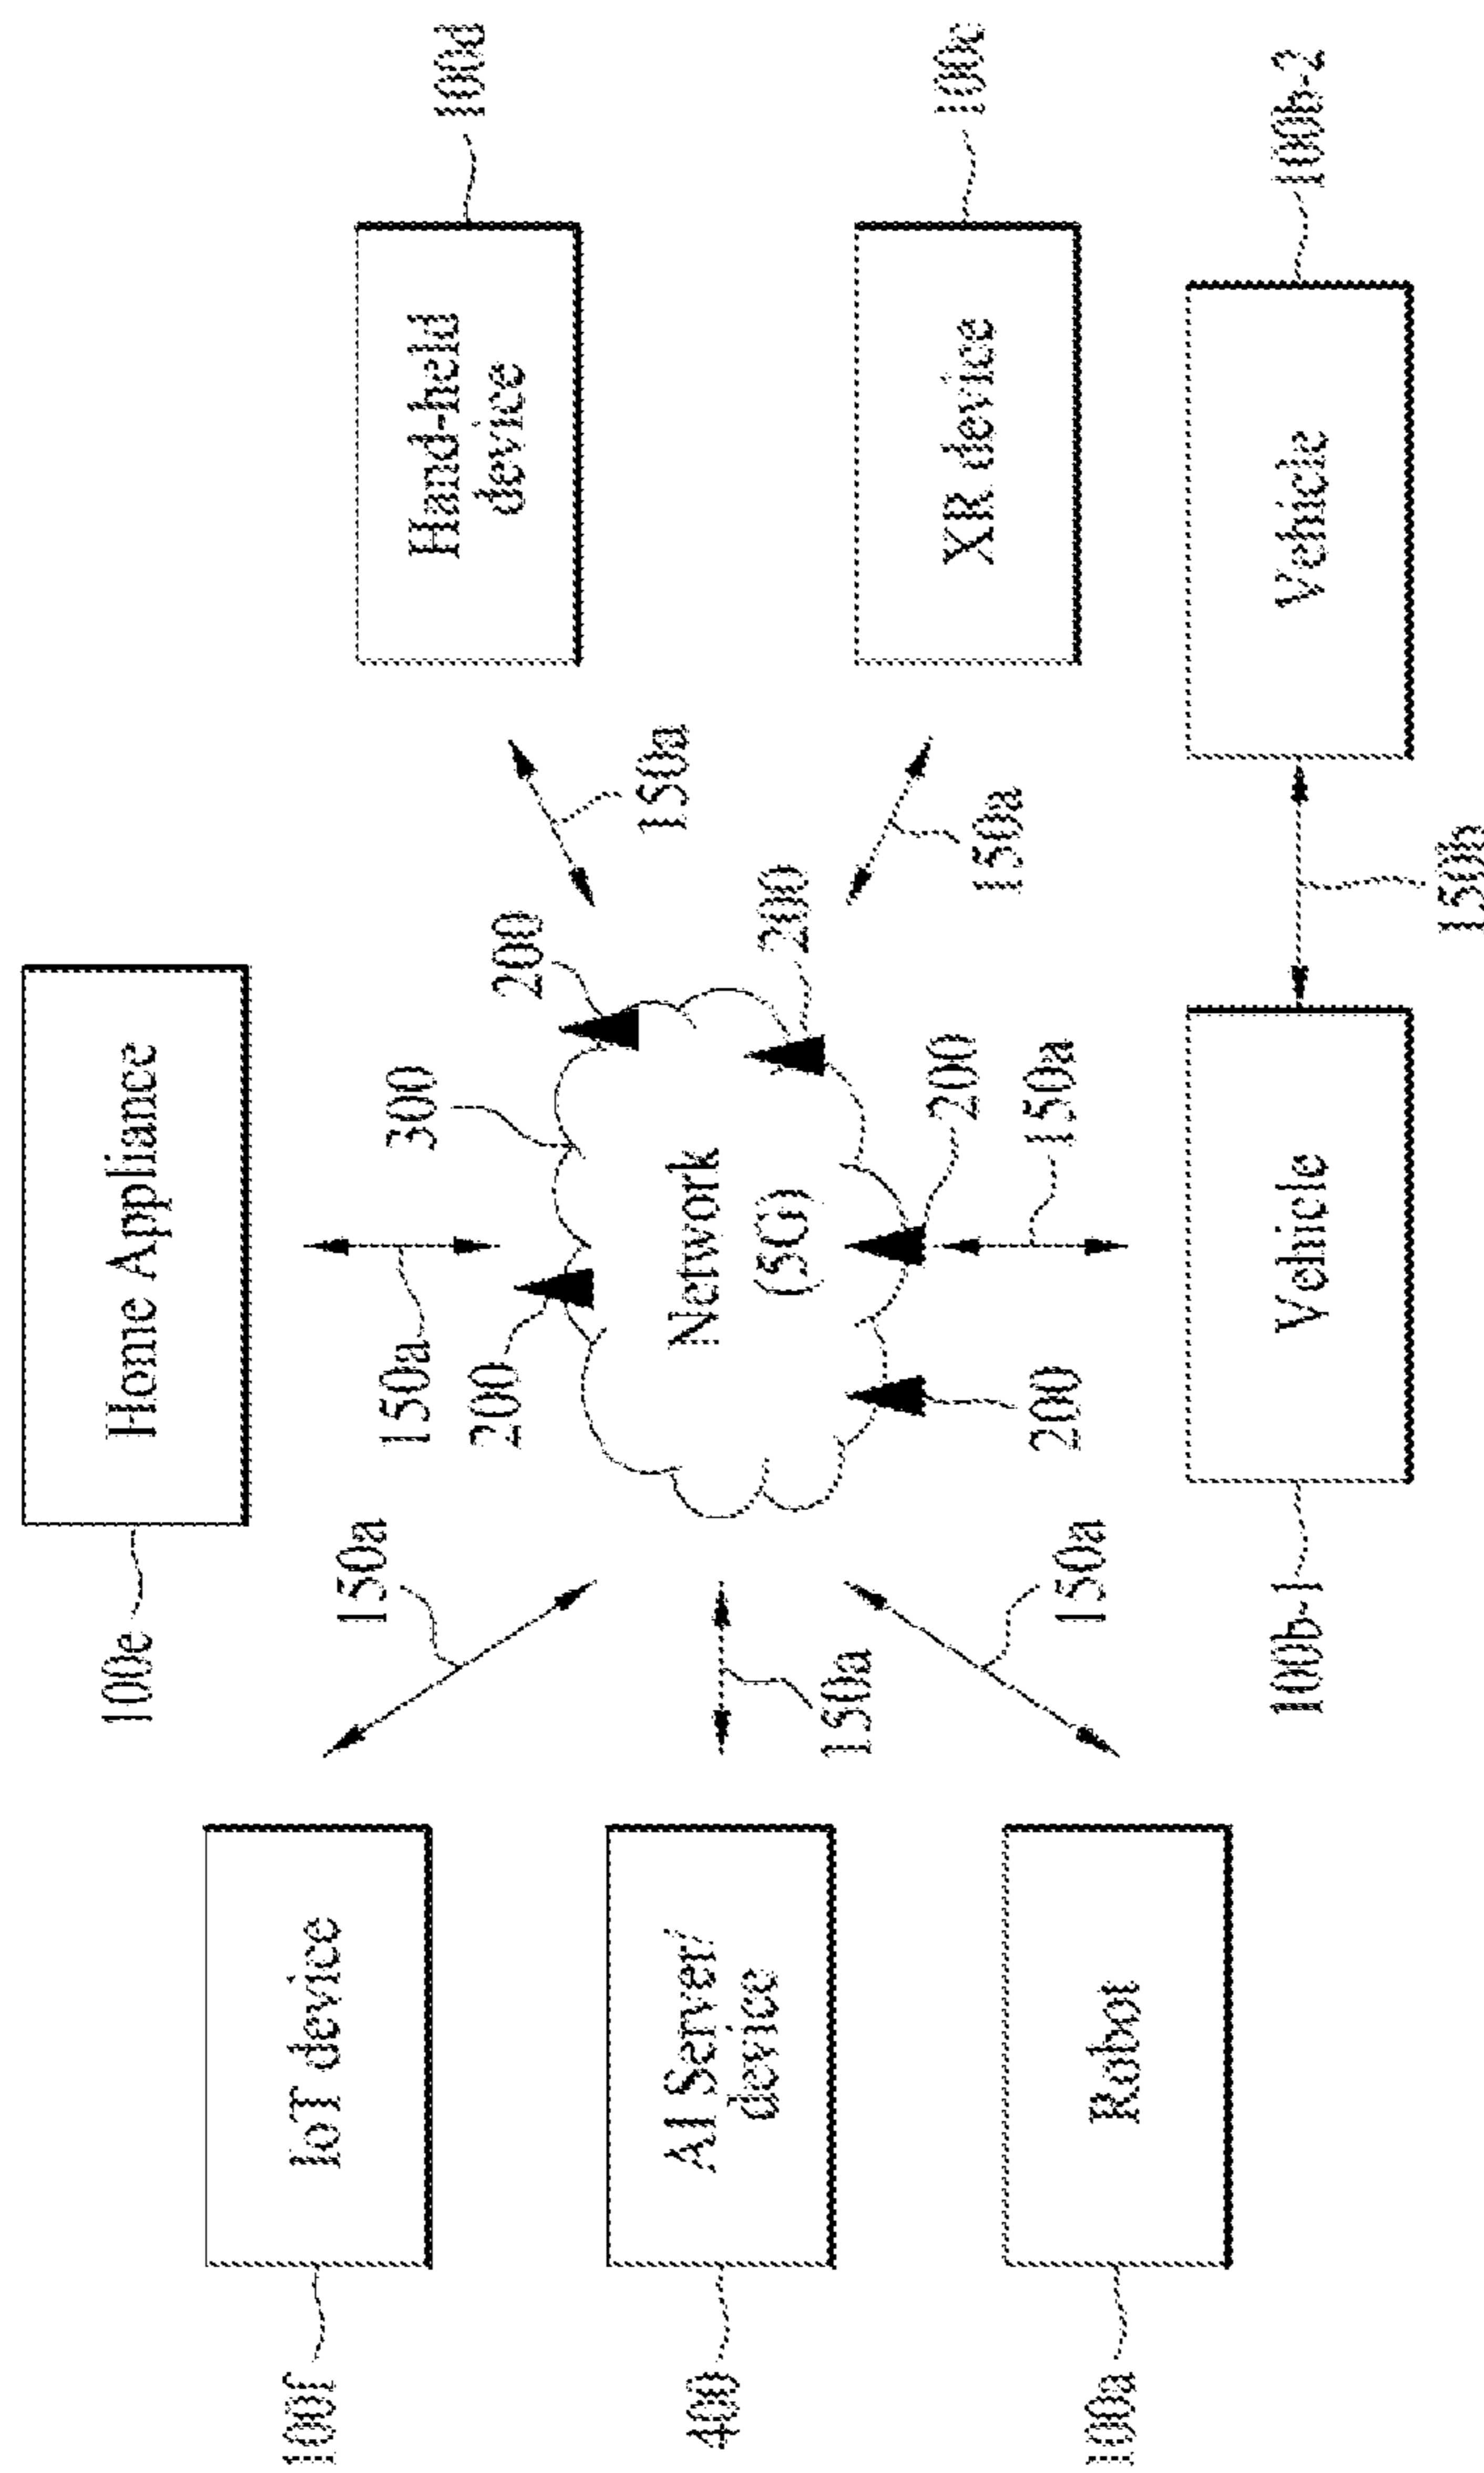 Home Appliance
100e
150a
150a
300
200
200
IoT device
100f
150a
Hand-held
device
100d
150a
Network
(5G)
200
200
200
AI Server/
device
400
150a
XR device
100c
150a
Robot
100a
150a
150a
Vehicle
100b-1
Vehicle
100b-2
150b